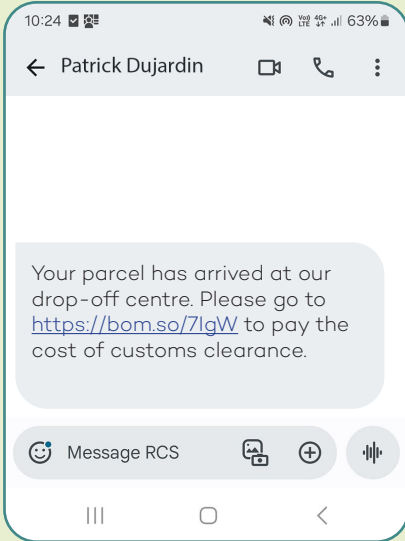 10:24 63%
Patrick Dujardin
Your parcel has arrived at our
drop-off centre. Please go to
https://bom.so/7IgW to pay the
cost of customs clearance.
Message RCS